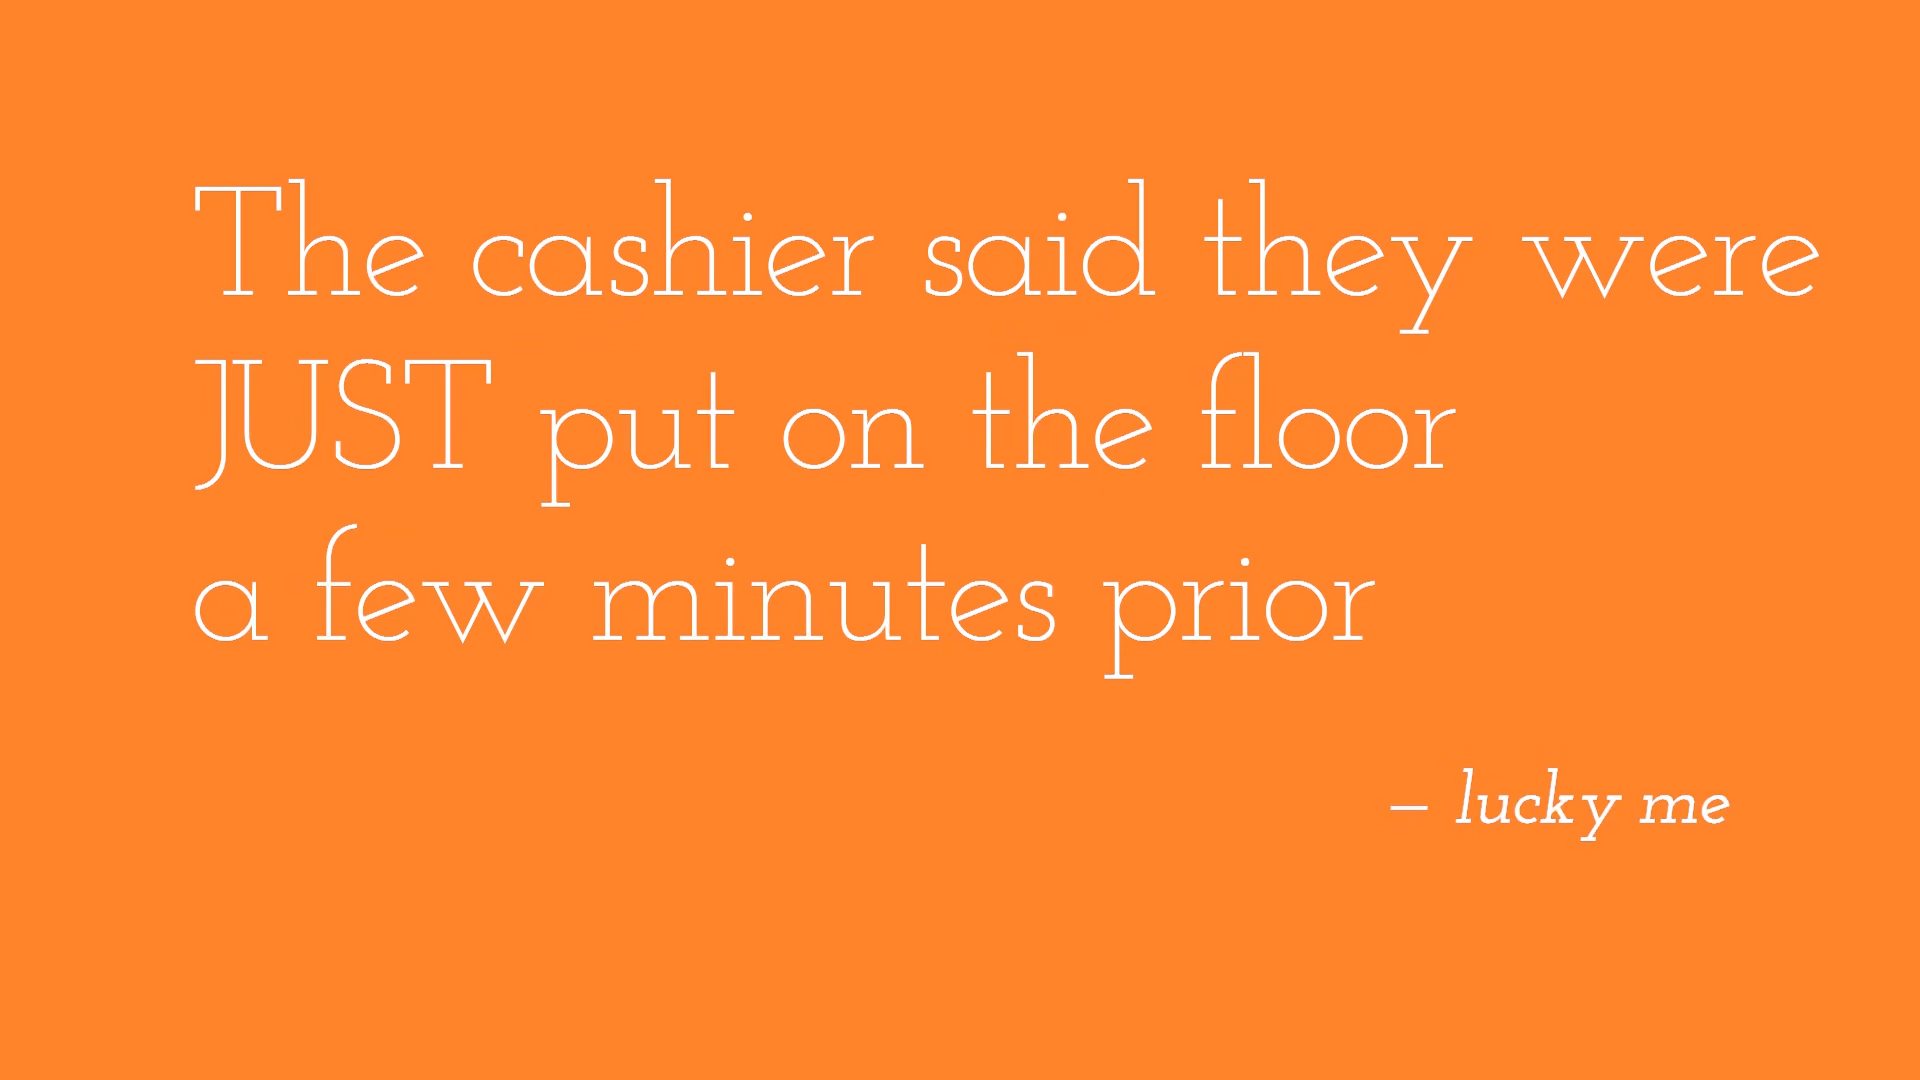 The cashier said they were
JUST put on the floor
a few minutes prior
– lucky me